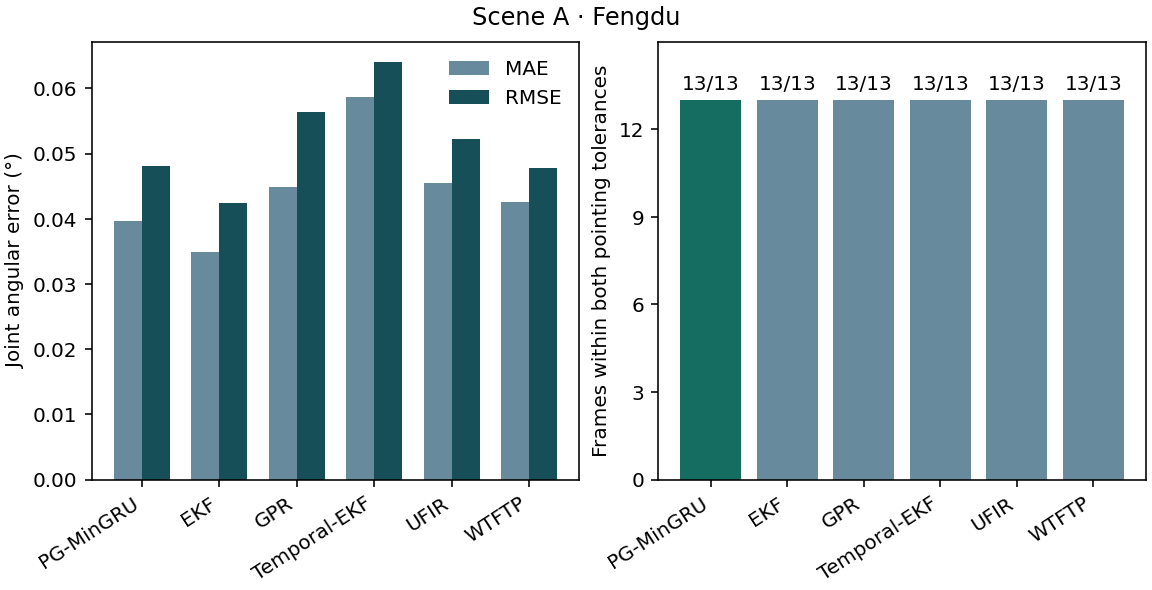 Scene A · Fengdu
Joint angular error (°)
0.06
0.05
0.04
0.03
0.02
0.01
0.00
MAE
RMSE
PG-MinGRU
EKF
GPR
Temporal-EKF
UFIR
WTFTP
Frames within both pointing tolerances
12
9
6
3
0
13/13 13/13 13/13 13/13 13/13 13/13
PG-MinGRU
EKF
GPR
Temporal-EKF
UFIR
WTFTP